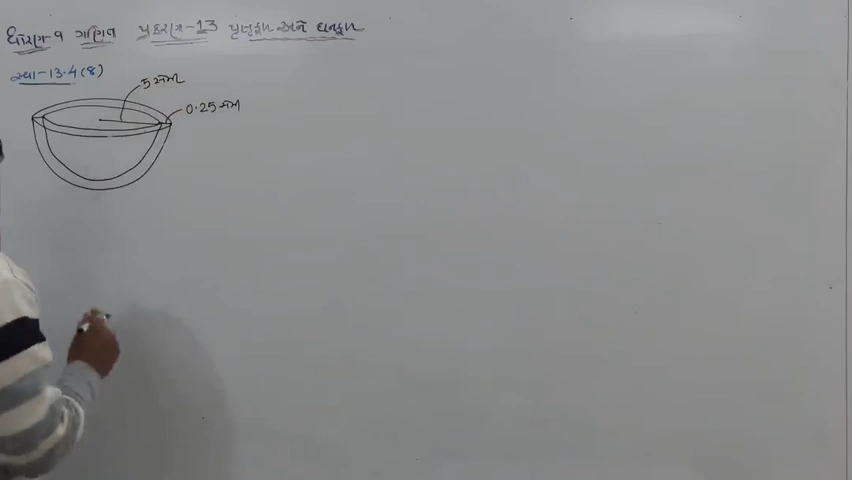 ધોરણ-9 ગણિત પ્રકરણ-13 પૃષ્ઠફળ અને ઘનફળ
સ્વા-13.4(8)
5 સેમી
0.25 સેમી